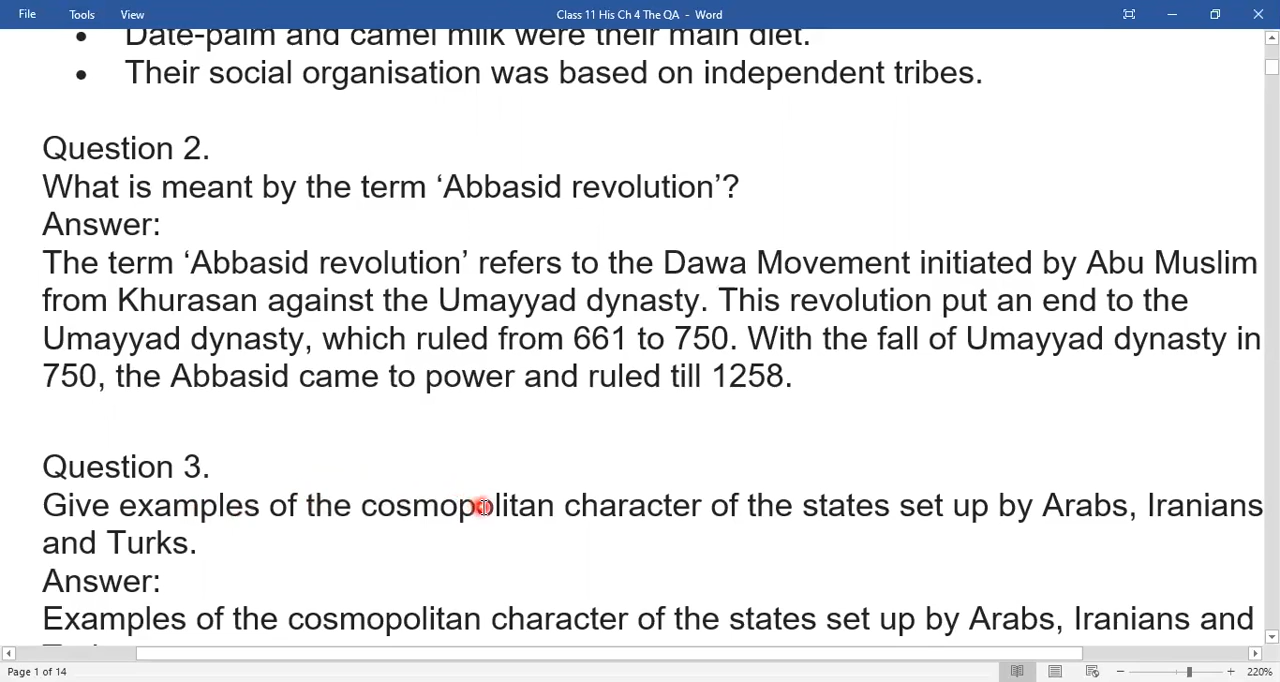 File Tools View Class 11 His Ch 4 The QA - Word
• Date-palm and camel milk were their main diet.
• Their social organisation was based on independent tribes.
Question 2.
What is meant by the term ‘Abbasid revolution’?
Answer:
The term ‘Abbasid revolution’ refers to the Dawa Movement initiated by Abu Muslim
from Khurasan against the Umayyad dynasty. This revolution put an end to the
Umayyad dynasty, which ruled from 661 to 750. With the fall of Umayyad dynasty in
750, the Abbasid came to power and ruled till 1258.
Question 3.
Give examples of the cosmopolitan character of the states set up by Arabs, Iranians
and Turks.
Answer:
Examples of the cosmopolitan character of the states set up by Arabs, Iranians and
Page 1 of 14 220%